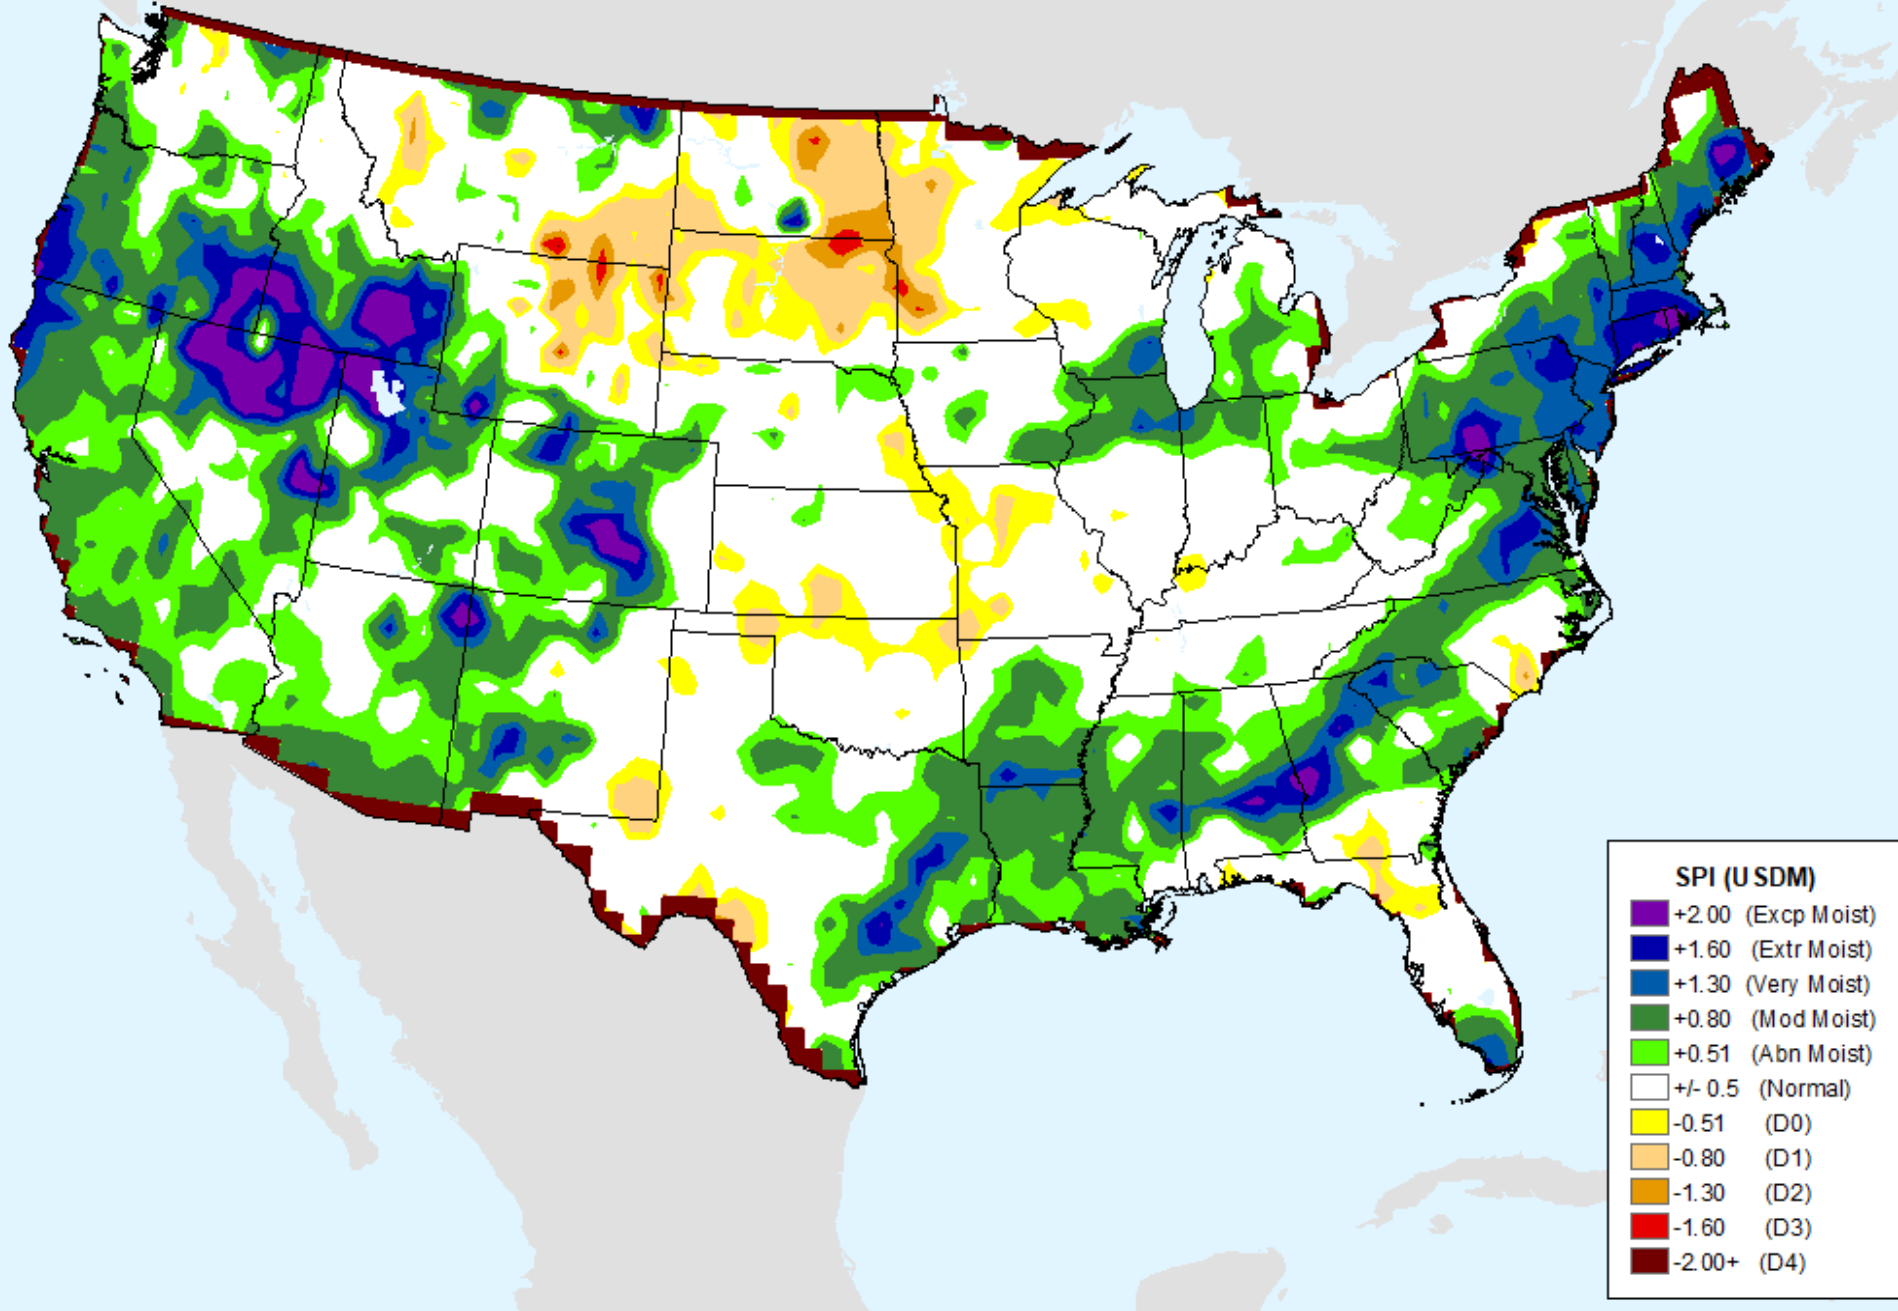 SPI (USDM)
+2.00 (Excp Moist)
+1.60 (Extr Moist)
+1.30 (Very Moist)
+0.80 (Mod Moist)
+0.51 (Abn Moist)
+/- 0.5 (Normal)
-0.51 (D0)
-0.80 (D1)
-1.30 (D2)
-1.60 (D3)
-2.00+ (D4)